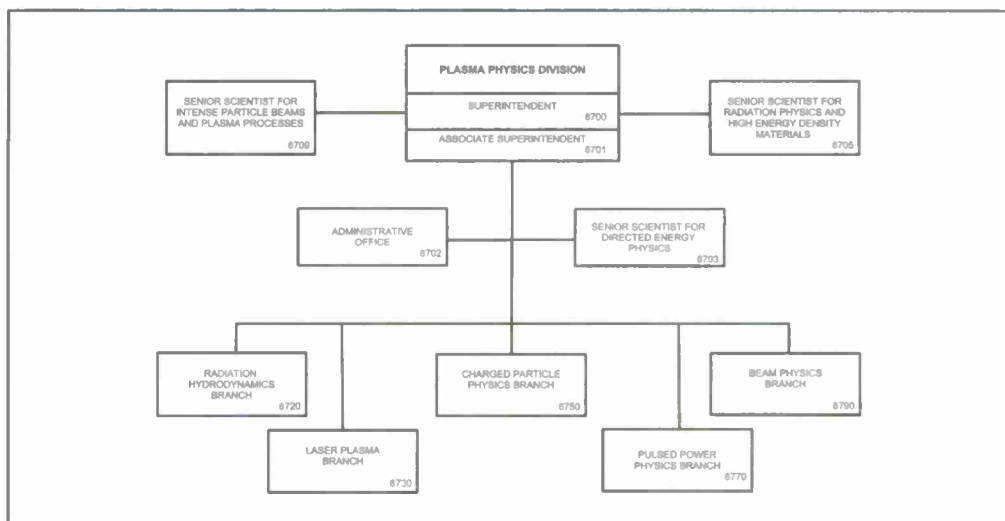 PLASMA PHYSICS DIVISION
SUPERINTENDENT
6700
ASSOCIATE SUPERINTENDENT
6701
SENIOR SCIENTIST FOR
INTENSE PARTICLE BEAMS
AND PLASMA PROCESSES
6709
SENIOR SCIENTIST FOR
RADIATION PHYSICS AND
HIGH ENERGY DENSITY
MATERIALS
6705
ADMINISTRATIVE
OFFICE
6702
SENIOR SCIENTIST FOR
DIRECTED ENERGY
PHYSICS
6703
RADIATION
HYDRODYNAMICS
BRANCH
6720
CHARGED PARTICLE
PHYSICS BRANCH
6750
BEAM PHYSICS
BRANCH
6790
LASER PLASMA
BRANCH
6730
PULSED POWER
PHYSICS BRANCH
6770